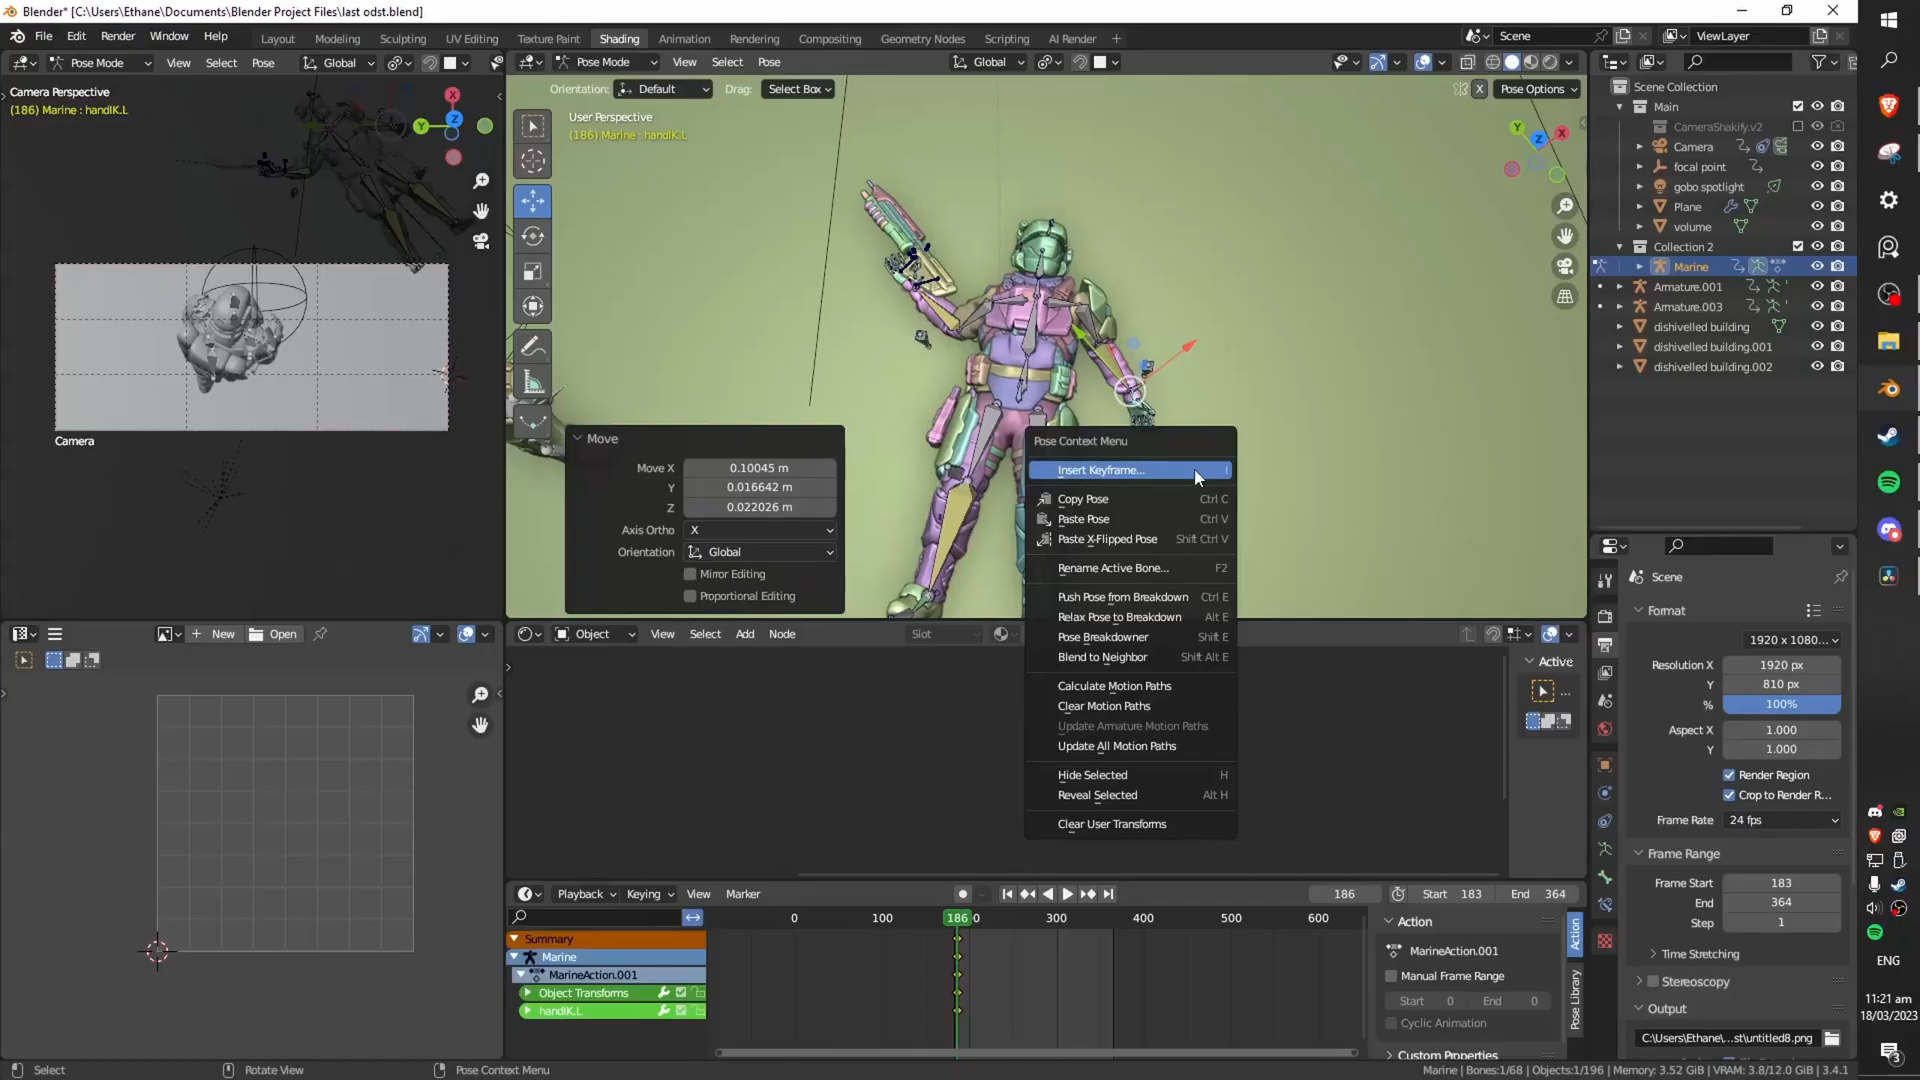 Blender* [C:\Users\Ethane\Documents\Blender Project Files\last odst.blend]
File Edit Render Window Help
Layout Modeling Sculpting UV Editing Texture Paint Shading Animation Rendering Compositing Geometry Nodes Scripting AI Render +
Scene
ViewLayer
Pose Mode View Select Pose Global
Camera Perspective
(186) Marine : handIK.L
X Y Z
Camera
Pose Mode View Select Pose Global
Orientation: Default Drag: Select Box
X Pose Options
User Perspective
(186) Marine : handIK.L
Y Z X
Move
Move X 0.10045 m
Y 0.016642 m
Z 0.022026 m
Axis Ortho X
Orientation Global
Mirror Editing
Proportional Editing
Pose Context Menu
Insert Keyframe... I
Copy Pose Ctrl C
Paste Pose Ctrl V
Paste X-Flipped Pose Shift Ctrl V
Rename Active Bone... F2
Push Pose from Breakdown Ctrl E
Relax Pose to Breakdown Alt E
Pose Breakdowner Shift E
Blend to Neighbor Shift Alt E
Calculate Motion Paths
Clear Motion Paths
Update Armature Motion Paths
Update All Motion Paths
Hide Selected H
Reveal Selected Alt H
Clear User Transforms
Scene Collection
Main
CameraShakify.v2
Camera
focal point
gobo spotlight
Plane
volume
Collection 2
Marine
Armature.001
Armature.003
dishivelled building
dishivelled building.001
dishivelled building.002
Scene
Format
1920 x 1080...
Resolution X 1920 px
Y 810 px
% 100%
Aspect X 1.000
Y 1.000
Render Region
Crop to Render R...
Frame Rate 24 fps
Frame Range
Frame Start 183
End 364
Step 1
Time Stretching
Stereoscopy
Output
C:\Users\Ethane\...st\untitled8.png
New Open
Object View Select Add Node Slot
Active
...
Playback Keying View Marker
186 Start 183 End 364
0 100 186 0 300 400 500 600
Summary
Marine
MarineAction.001
Object Transforms
handIK.L
Action
MarineAction.001
Manual Frame Range
Start 0 End 0
Cyclic Animation
Custom Properties
Action
Pose Library
Select
Rotate View
Pose Context Menu
Marine | Bones:1/68 | Objects:1/196 | Memory: 3.52 GiB | VRAM: 3.8/12.0 GiB | 3.4.1
ENG
11:21 am
18/03/2023
3